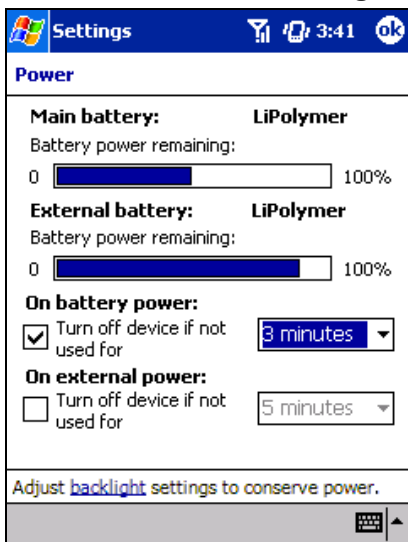 Settings 3:41 ok
Power
Main battery: LiPolymer
Battery power remaining:
0 100%
External battery: LiPolymer
Battery power remaining:
0 100%
On battery power:
Turn off device if not
used for
3 minutes
On external power:
Turn off device if not
used for
5 minutes
Adjust backlight settings to conserve power.